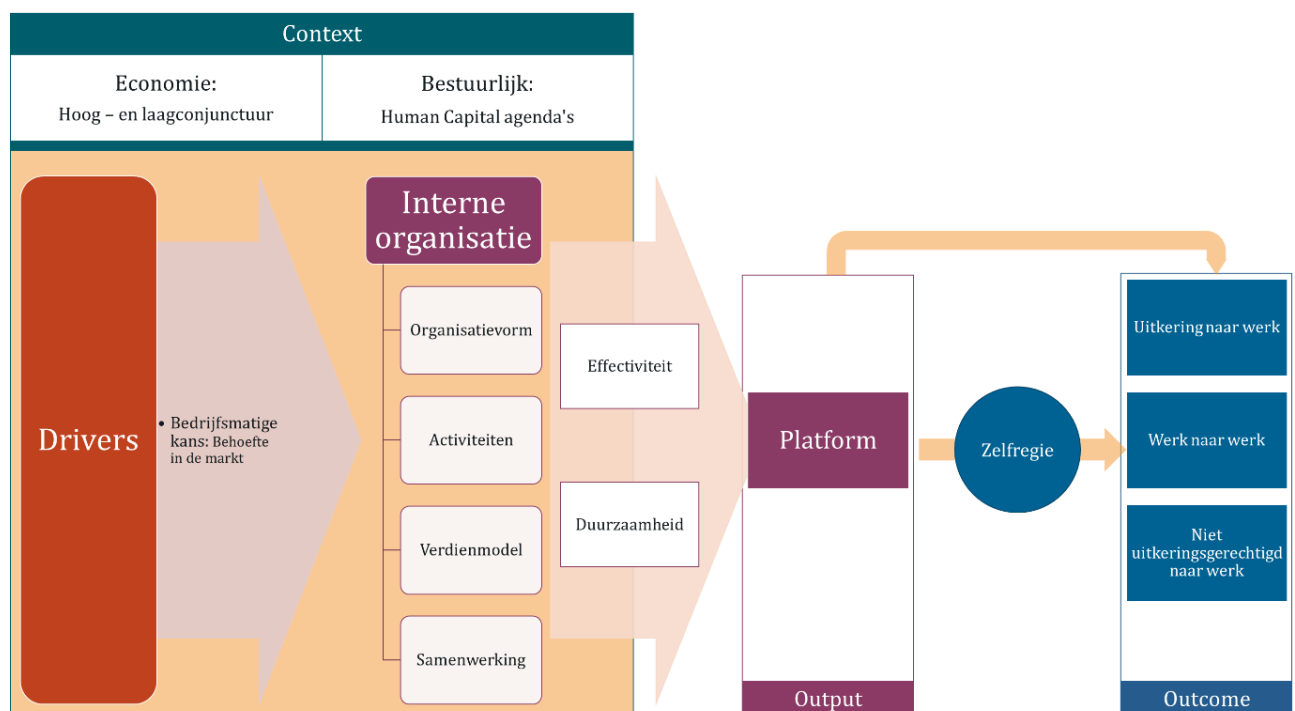 Context
Economie:
Hoog – en laagconjunctuur
Bestuurlijk:
Human Capital agenda's
Drivers
• Bedrijfsmatige
kans: Behoefte
in de markt
Interne
organisatie
Organisatievorm
Activiteiten
Verdienmodel
Samenwerking
Effectiviteit
Duurzaamheid
Platform
Output
Zelfregie
Uitkering naar werk
Werk naar werk
Niet
uitkeringsgerechtigd
naar werk
Outcome